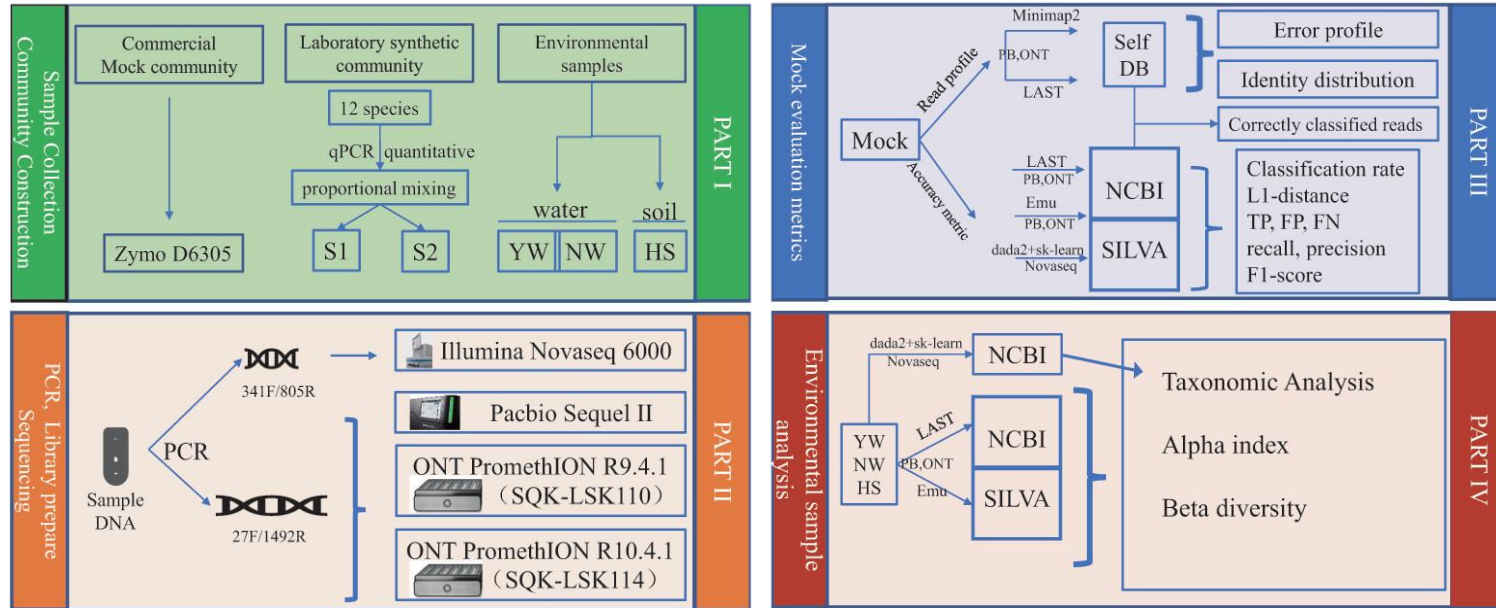 Sample Collection
Community Construction
Commercial
Mock community
Zymo D6305
Laboratory synthetic
community
12 species
qPCR quantitative
proportional mixing
S1
S2
Environmental
samples
water
soil
YW
NW
HS
PART I
Mock evaluation metrics
Mock
Read profile
Accuracy metric
Minimap2
PB,ONT
LAST
Self
DB
Error profile
Identity distribution
Correctly classified reads
LAST
PB,ONT
Emu
PB,ONT
dada2+sk-learn
Novaseq
NCBI
SILVA
Classification rate
L1-distance
TP, FP, FN
recall, precision
F1-score
PART III
PCR, Library prepare
Sequencing
Sample
DNA
PCR
341F/805R
27F/1492R
Illumina Novaseq 6000
Pacbio Sequel II
ONT PromethION R9.4.1
（SQK-LSK110）
ONT PromethION R10.4.1
（SQK-LSK114）
PART II
Environmental sample
analysis
YW
NW
HS
dada2+sk-learn
Novaseq
NCBI
LAST
PB,ONT
Emu
NCBI
SILVA
Taxonomic Analysis
Alpha index
Beta diversity
PART IV